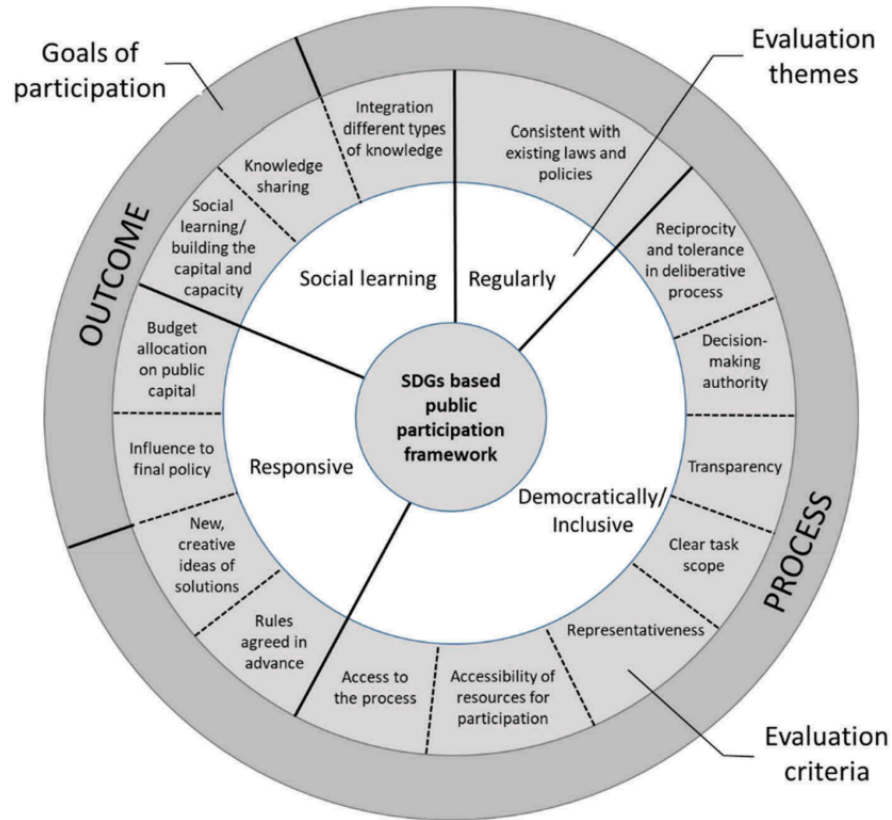 Goals of
participation
Evaluation
themes
OUTCOME
PROCESS
Integration
different types
of knowledge
Consistent with
existing laws and
policies
Knowledge
sharing
Social
learning/
building the
capital and
capacity
Reciprocity
and tolerance
in deliberative
process
Social learning
Regularly
Budget
allocation
on public
capital
SDGs based
public
participation
framework
Decision-
making
authority
Influence to
final policy
Responsive
Democratically/
Inclusive
Transparency
New,
creative
ideas of
solutions
Clear task
scope
Rules
agreed in
advance
Access to
the process
Accessibility of
resources for
participation
Representativeness
Evaluation
criteria